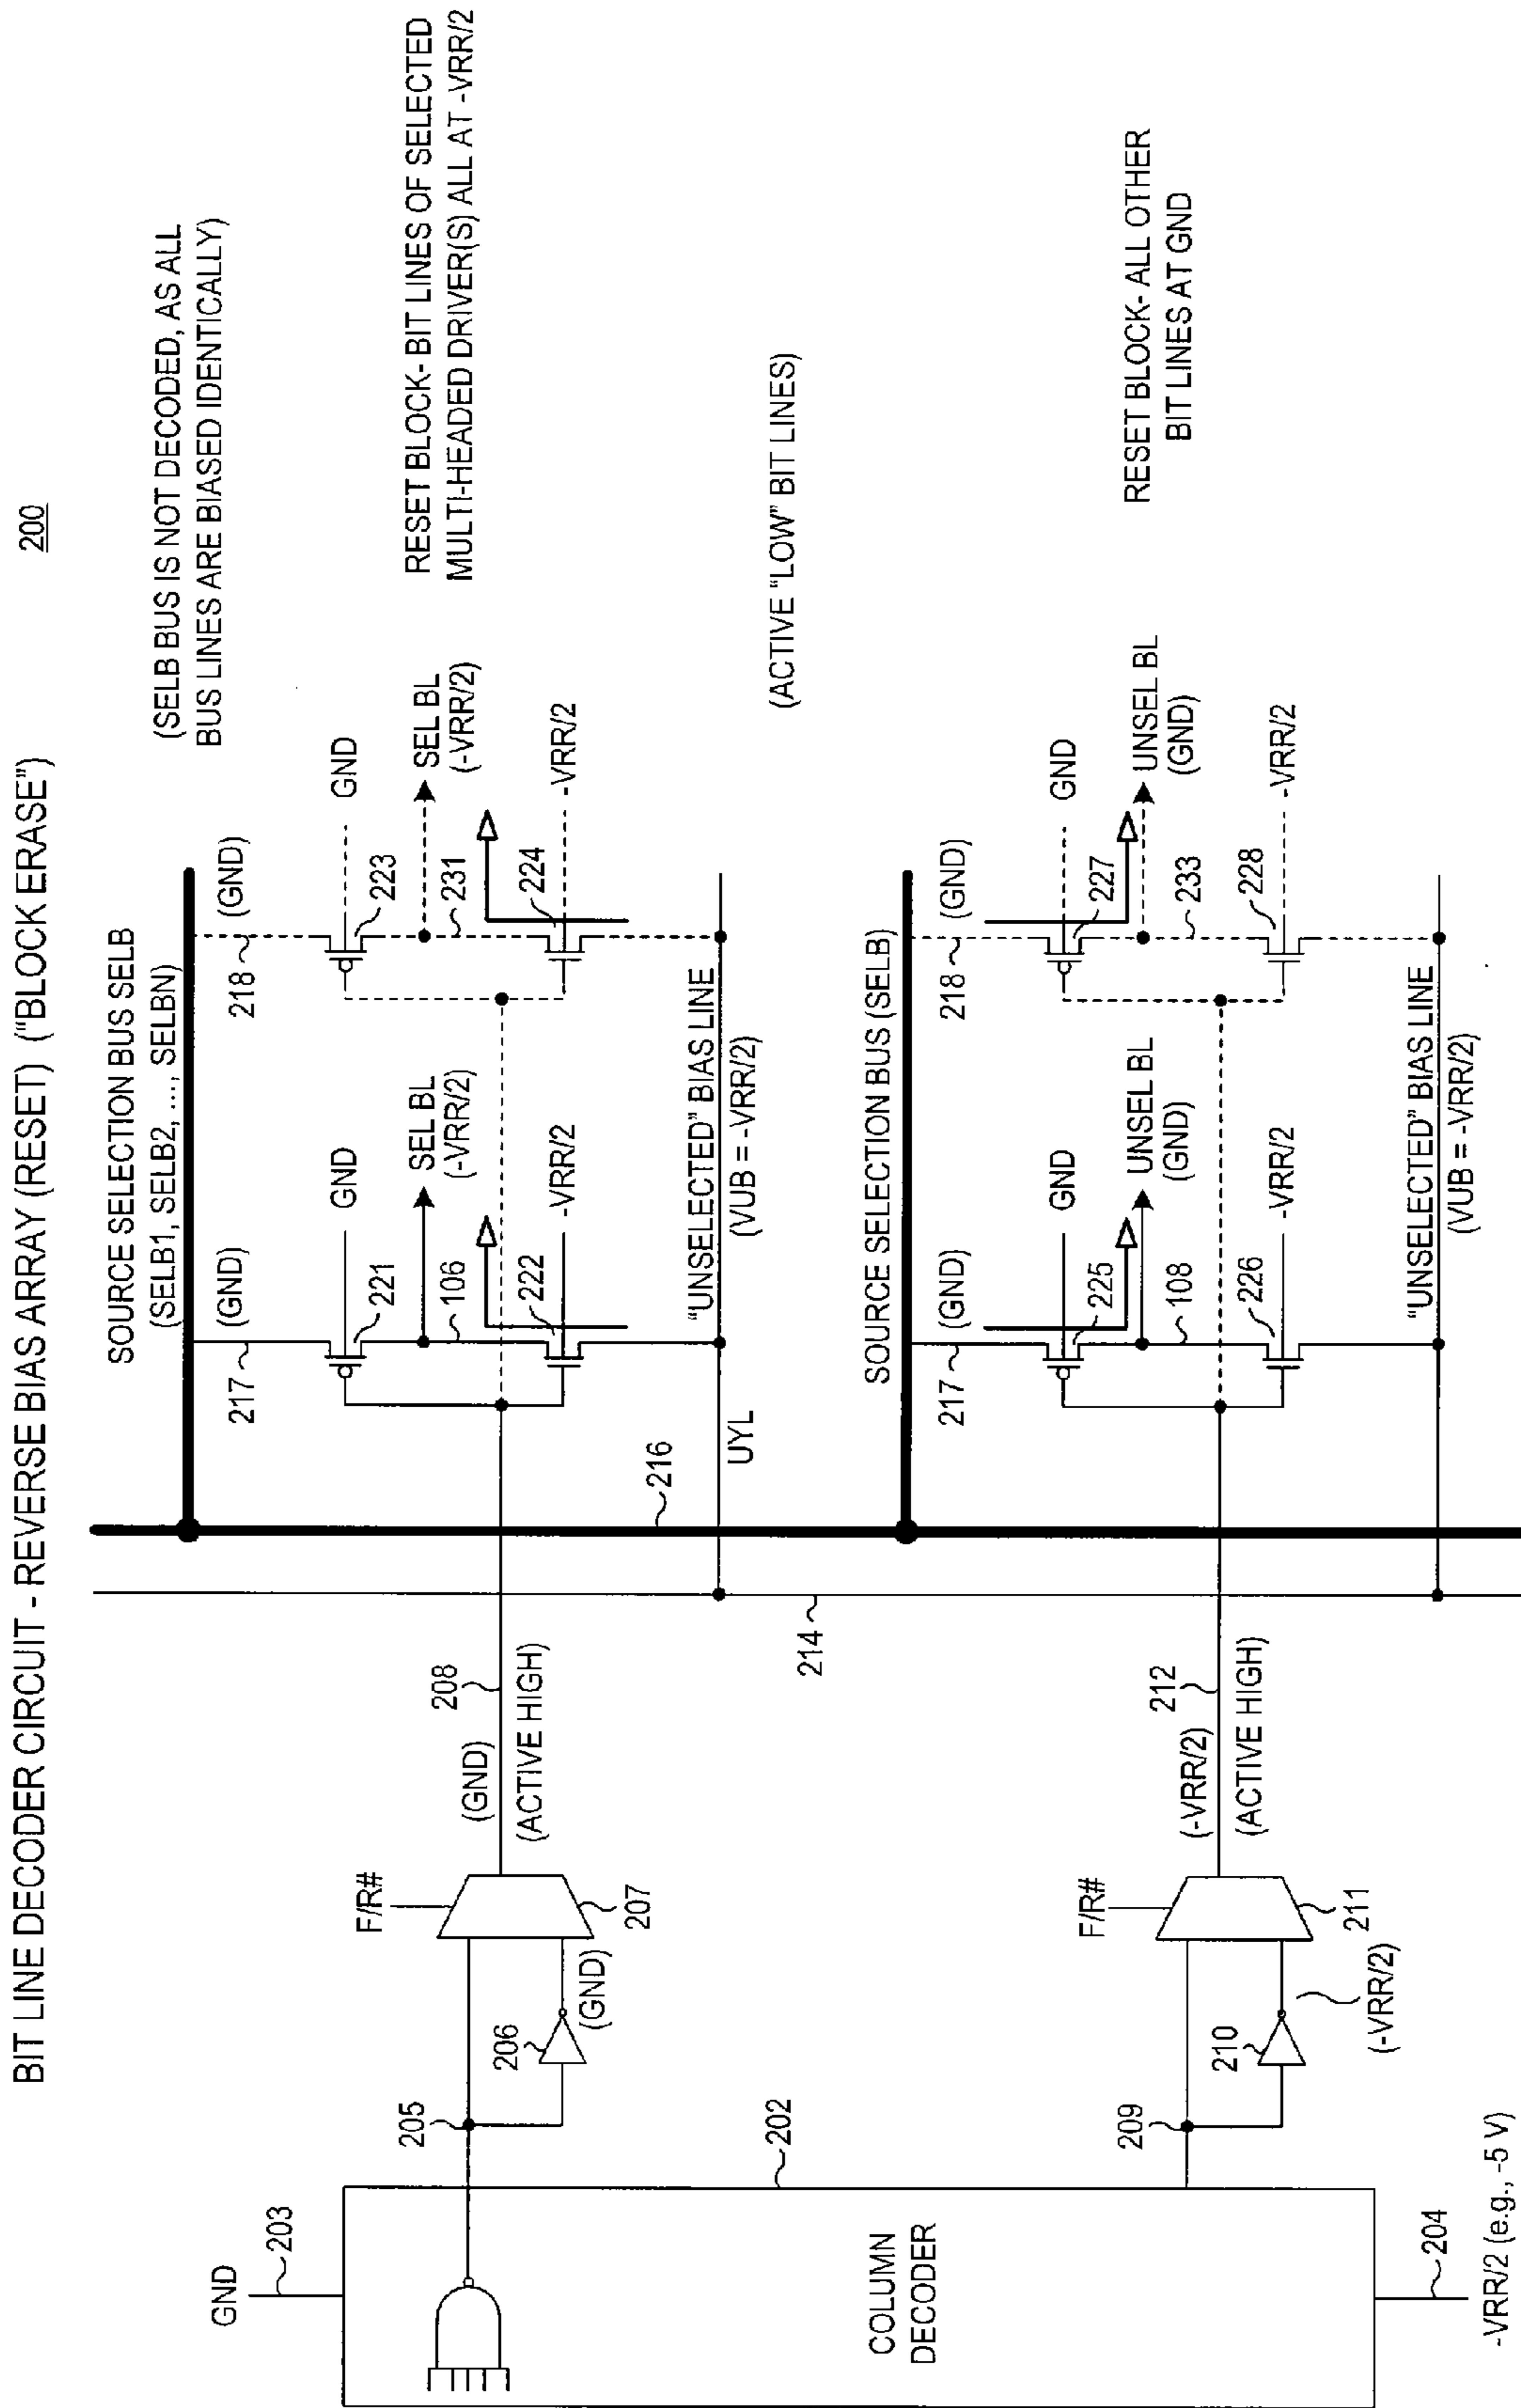 BIT LINE DECODER CIRCUIT - REVERSE BIAS ARRAY (RESET) ("BLOCK ERASE")
200
SOURCE SELECTION BUS SELB
(SELB1, SELB2, ..., SELBN)
(SELB BUS IS NOT DECODED, AS ALL
BUS LINES ARE BIASED IDENTICALLY)
GND
203
205
206
(GND)
F/R#
207
(GND)
208
(ACTIVE HIGH)
217
(GND)
GND
221
SEL BL
(-VRR/2)
106
222
-VRR/2
218
(GND)
GND
223
SEL BL
(-VRR/2)
231
224
-VRR/2
RESET BLOCK- BIT LINES OF SELECTED
MULTI-HEADED DRIVER(S) ALL AT -VRR/2
216
UYL
"UNSELECTED" BIAS LINE
(VUB = -VRR/2)
(ACTIVE "LOW" BIT LINES)
COLUMN
DECODER
202
214
SOURCE SELECTION BUS (SELB)
209
210
(-VRR/2)
F/R#
211
(-VRR/2)
212
(ACTIVE HIGH)
217
(GND)
GND
225
UNSEL BL
(GND)
108
226
-VRR/2
218
(GND)
GND
227
UNSEL BL
(GND)
233
228
-VRR/2
RESET BLOCK- ALL OTHER
BIT LINES AT GND
"UNSELECTED" BIAS LINE
(VUB = -VRR/2)
204
-VRR/2 (e.g., -5 V)